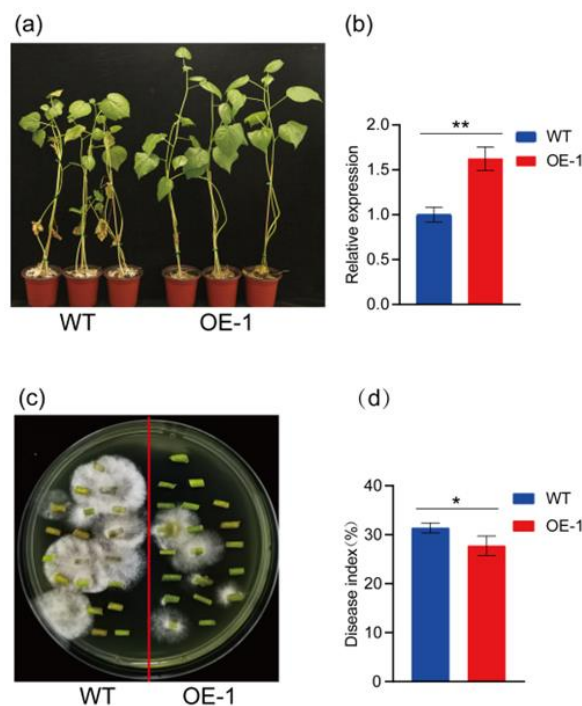 (a)
WT
OE-1
(b)
Relative expression
2.0
1.5
1.0
0.5
0.0
**
WT
OE-1
(c)
WT
OE-1
(d)
Disease index(%)
40
30
20
10
0
*
WT
OE-1